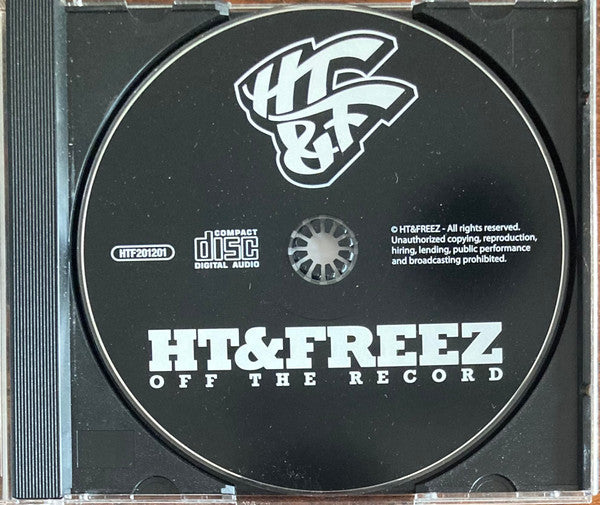 HT
&F
HTF201201
COMPACT
disc
DIGITAL AUDIO
© HT&FREEZ - All rights reserved.
Unauthorized copying, reproduction,
hiring, lending, public performance
and broadcasting prohibited.
HT&FREEZ
OFF THE RECORD